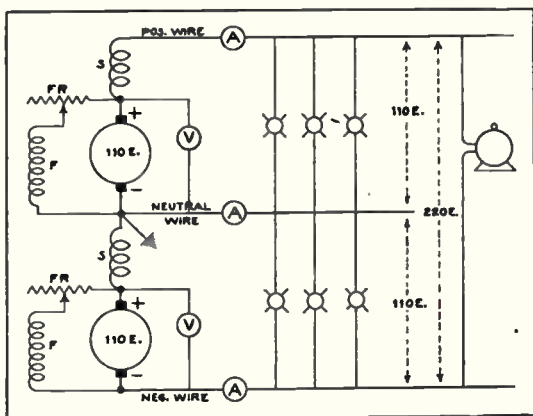 POS. WIRE
A
S
FR
+
110 E.
V
F
-
NEUTRAL
WIRE
A
110 E.
220 E.
S
FR
+
110 E.
V
F
-
110 E.
NEG. WIRE
A